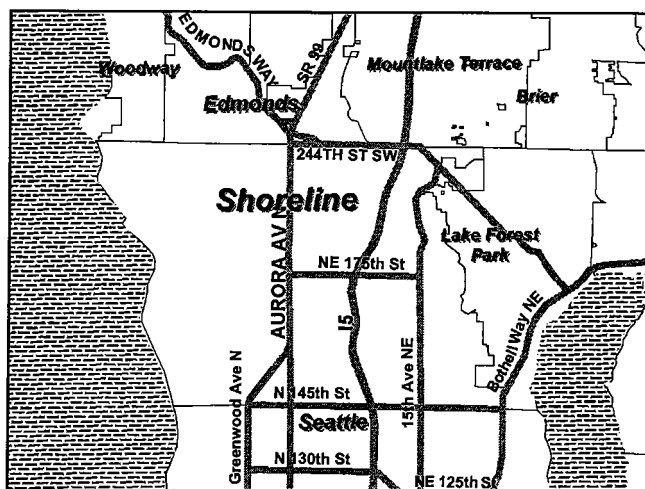 EDMONDS WAY
SR 99
Woodway
Mountlake Terrace
Edmonds
Brier
244TH ST SW
Shoreline
AURORA AV N
Lake Forest
Park
NE 175th St
I5
Bothell Way NE
Greenwood Ave N
N 145th St
15th Ave NE
Seattle
N 130th St
NE 125th St